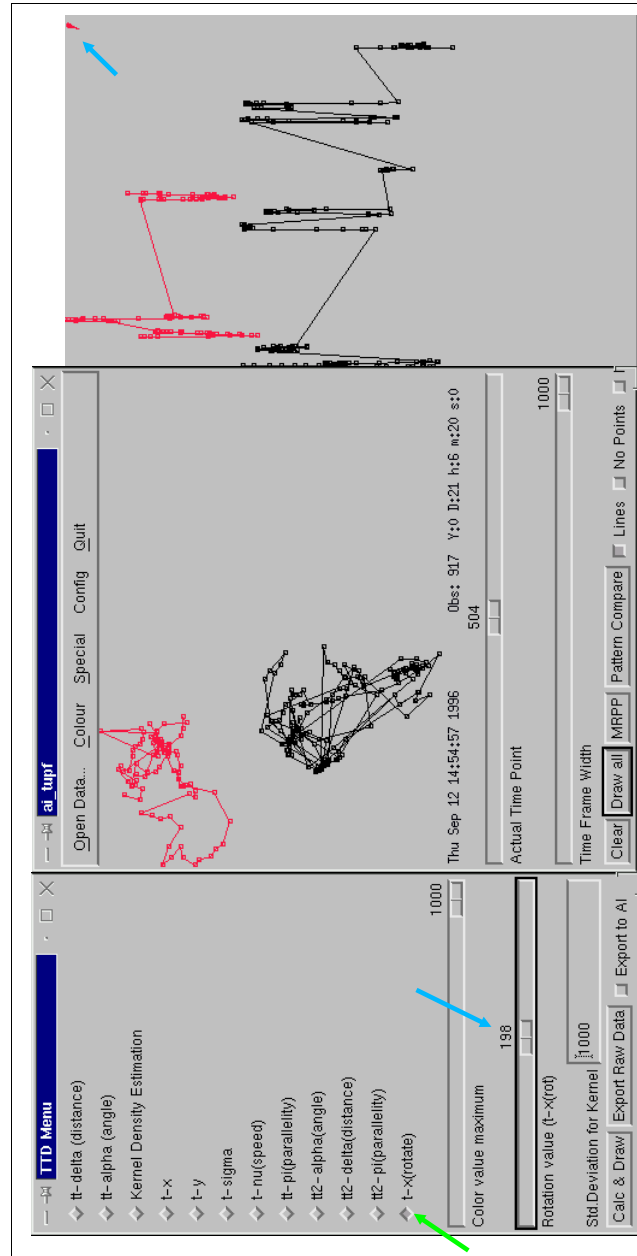 TTD Menu
tt-delta (distance)
tt-alpha (angle)
Kernel Density Estimation
t-x
t-y
t-sigma
t-nu(speed)
tt-pi(parallelity)
tt2-alpha(angle)
tt2-delta(distance)
tt2-pi(parallelity)
t-x(rotate)
1000
Color value maximum
198
Rotation value (t-x(rot)
Std.Deviation for Kernel 1000
Calc & Draw Export Raw Data Export to AI
ai_tupf
Open Data... Colour Special Config Quit
Thu Sep 12 14:54:57 1996 Obs: 917 Y:0 D:21 h:6 m:20 s:0
504
Actual Time Point
1000
Time Frame Width
Clear Draw all MRPP Pattern Compare Lines No Points